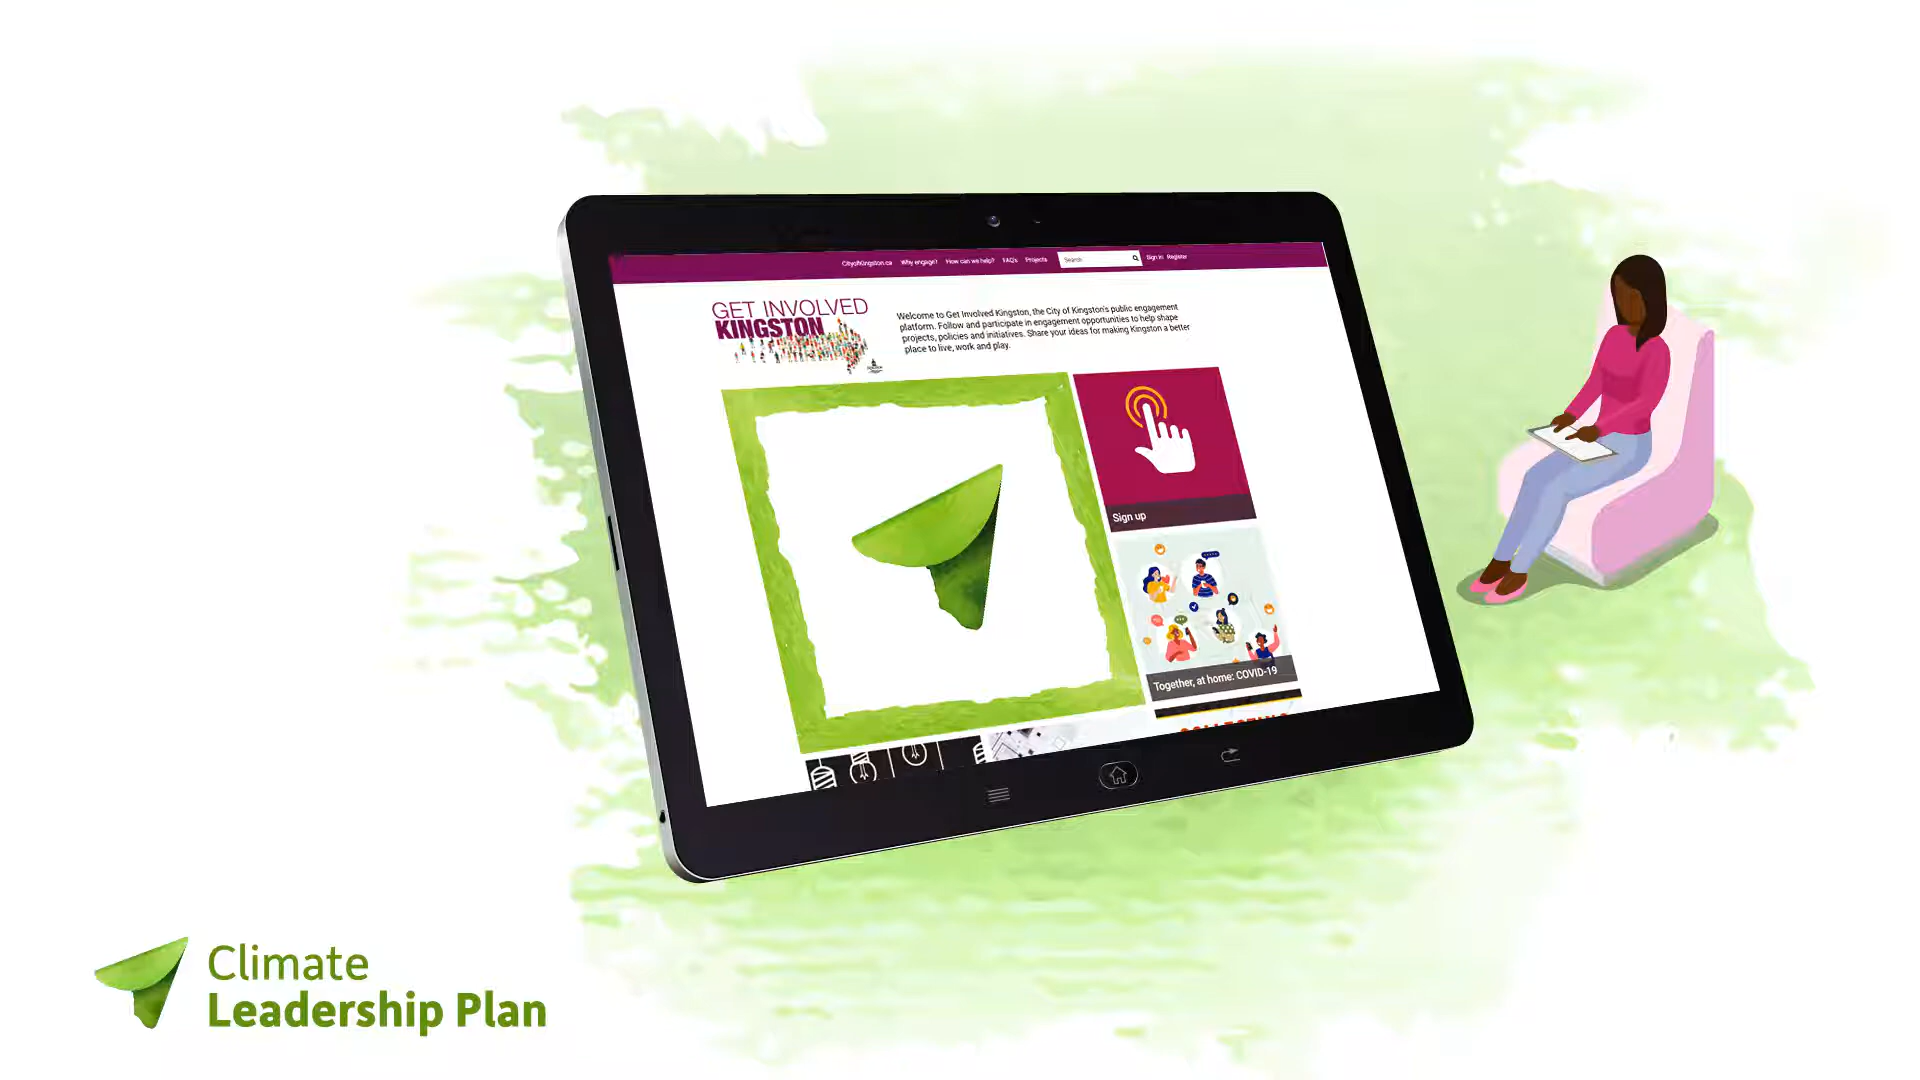 CityofKingston.ca Why engage? How can we help? FAQ's Projects Search Sign In Register
GET INVOLVED
KINGSTON
Welcome to Get Involved Kingston, the City of Kingston's public engagement
platform. Follow and participate in engagement opportunities to help shape
projects, policies and initiatives. Share your ideas for making Kingston a better
place to live, work and play.
Sign up
Together, at home: COVID-19
Climate
Leadership Plan